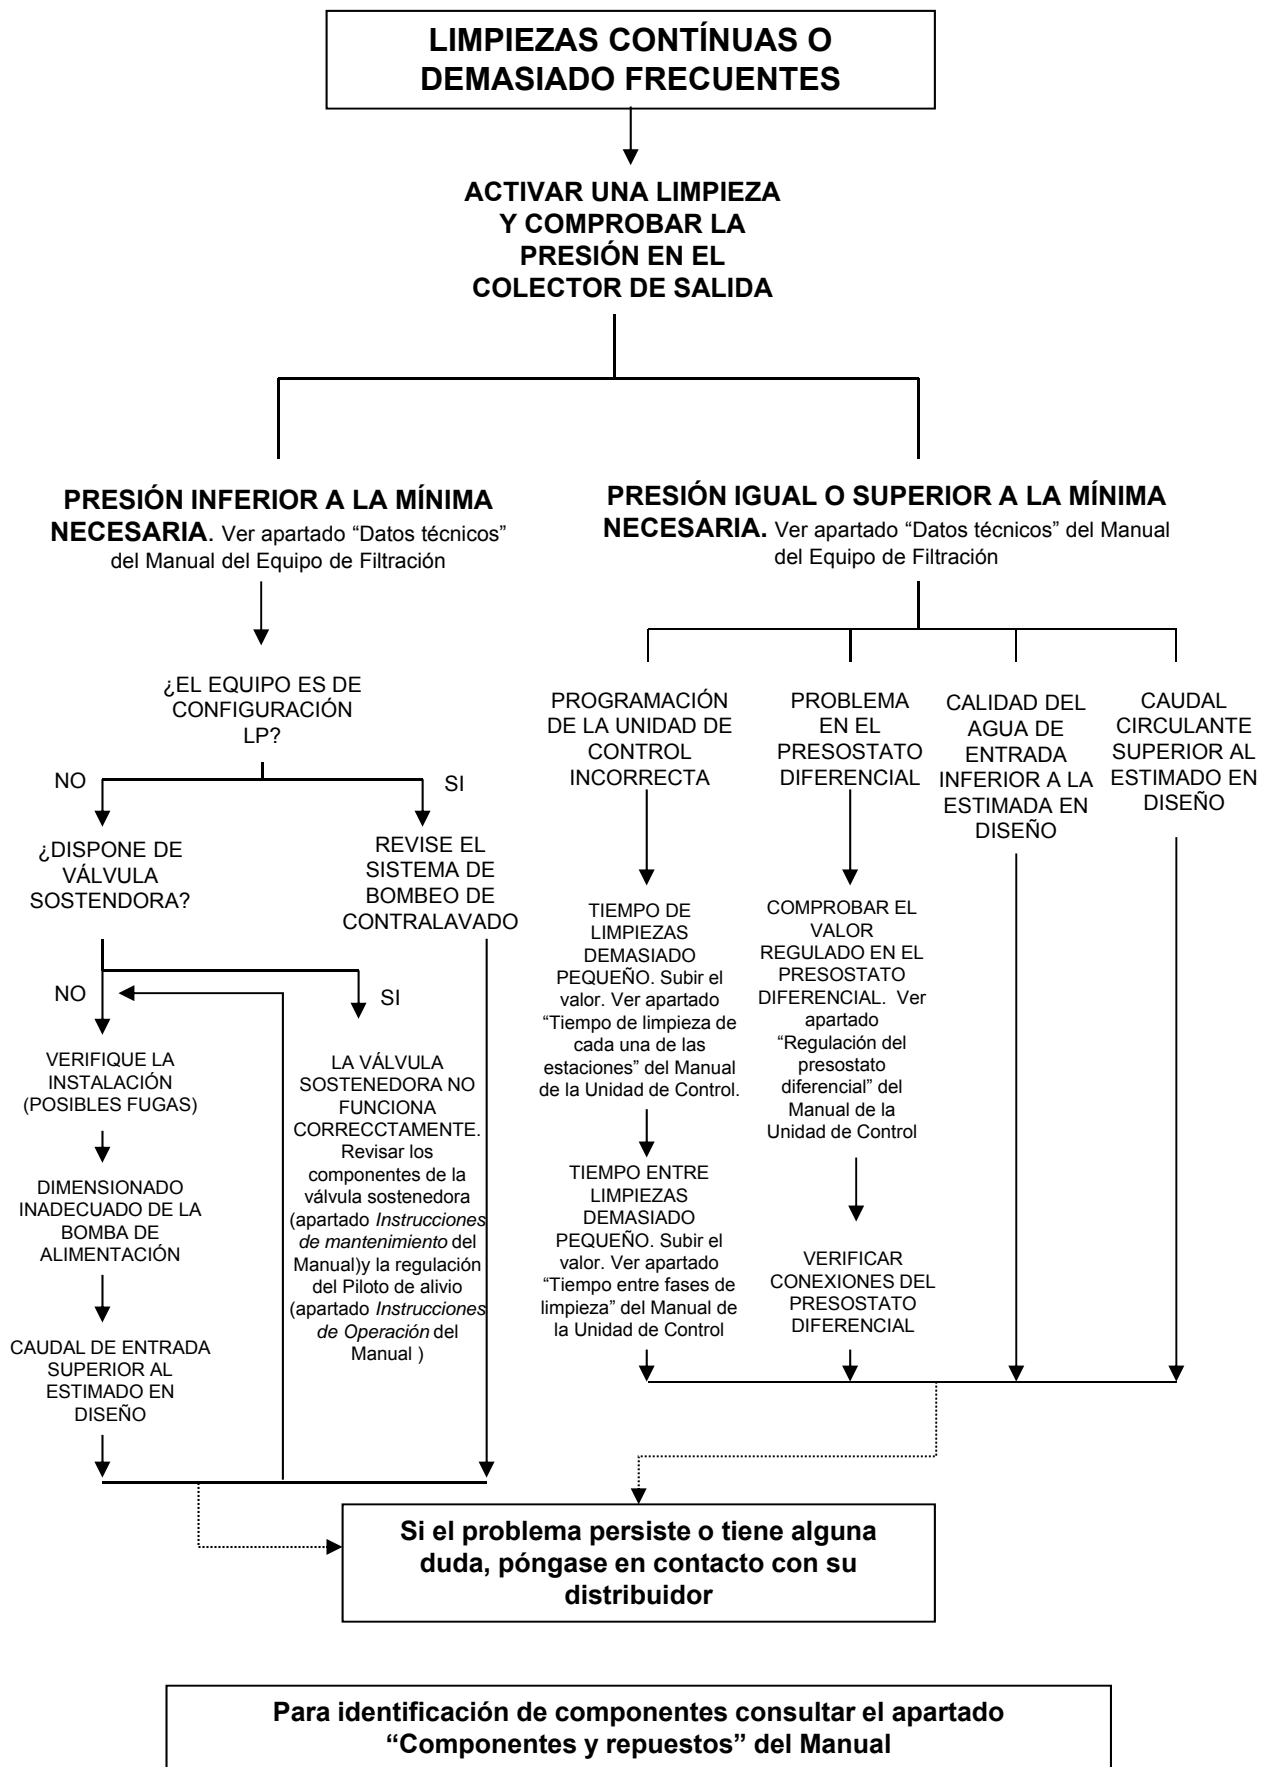 LIMPIEZAS CONTÍNUAS O
DEMASIADO FRECUENTES
ACTIVAR UNA LIMPIEZA
Y COMPROBAR LA
PRESIÓN EN EL
COLECTOR DE SALIDA
PRESIÓN INFERIOR A LA MÍNIMA
NECESARIA. Ver apartado “Datos técnicos”
del Manual del Equipo de Filtración
PRESIÓN IGUAL O SUPERIOR A LA MÍNIMA
NECESARIA. Ver apartado “Datos técnicos” del Manual
del Equipo de Filtración
¿EL EQUIPO ES DE
CONFIGURACIÓN
LP?
NO
SI
¿DISPONE DE
VÁLVULA
SOSTENDORA?
REVISE EL
SISTEMA DE
BOMBEO DE
CONTRALAVADO
NO
SI
VERIFIQUE LA
INSTALACIÓN
(POSIBLES FUGAS)
DIMENSIONADO
INADECUADO DE LA
BOMBA DE
ALIMENTACIÓN
CAUDAL DE ENTRADA
SUPERIOR AL
ESTIMADO EN
DISEÑO
LA VÁLVULA
SOSTENEDORA NO
FUNCIONA
CORRECCTAMENTE.
Revisar los
componentes de la
válvula sostenedora
(apartado Instrucciones
de mantenimiento del
Manual)y la regulación
del Piloto de alivio
(apartado Instrucciones
de Operación del
Manual )
PROGRAMACIÓN
DE LA UNIDAD DE
CONTROL
INCORRECTA
TIEMPO DE
LIMPIEZAS
DEMASIADO
PEQUEÑO. Subir el
valor. Ver apartado
“Tiempo de limpieza de
cada una de las
estaciones” del Manual
de la Unidad de Control.
TIEMPO ENTRE
LIMPIEZAS
DEMASIADO
PEQUEÑO. Subir el
valor. Ver apartado
“Tiempo entre fases de
limpieza” del Manual de
la Unidad de Control
PROBLEMA
EN EL
PRESOSTATO
DIFERENCIAL
COMPROBAR EL
VALOR
REGULADO EN EL
PRESOSTATO
DIFERENCIAL. Ver
apartado
“Regulación del
presostato
diferencial” del
Manual de la
Unidad de Control
VERIFICAR
CONEXIONES DEL
PRESOSTATO
DIFERENCIAL
CALIDAD DEL
AGUA DE
ENTRADA
INFERIOR A LA
ESTIMADA EN
DISEÑO
CAUDAL
CIRCULANTE
SUPERIOR AL
ESTIMADO EN
DISEÑO
Si el problema persiste o tiene alguna
duda, póngase en contacto con su
distribuidor
Para identificación de componentes consultar el apartado
“Componentes y repuestos” del Manual